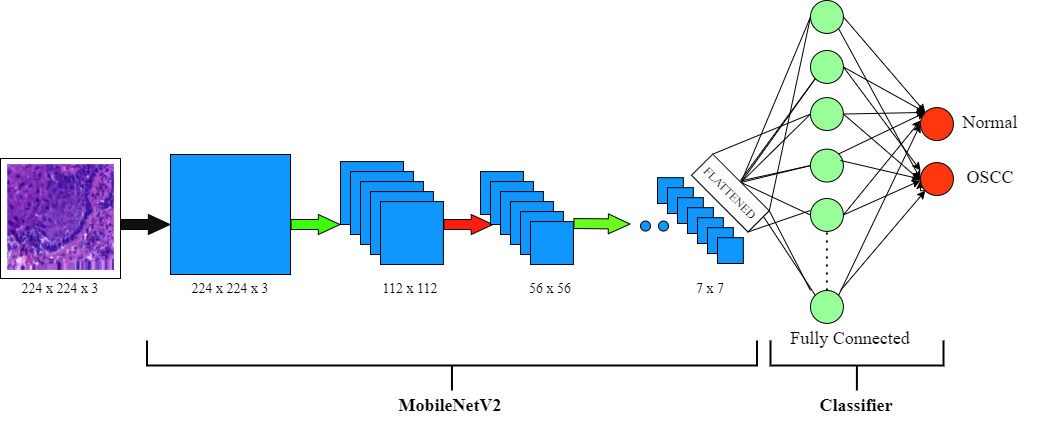 FLATTENED
Normal
OSCC
224 x 224 x 3
224 x 224 x 3
112 x 112
56 x 56
7 x 7
Fully Connected
MobileNetV2
Classifier